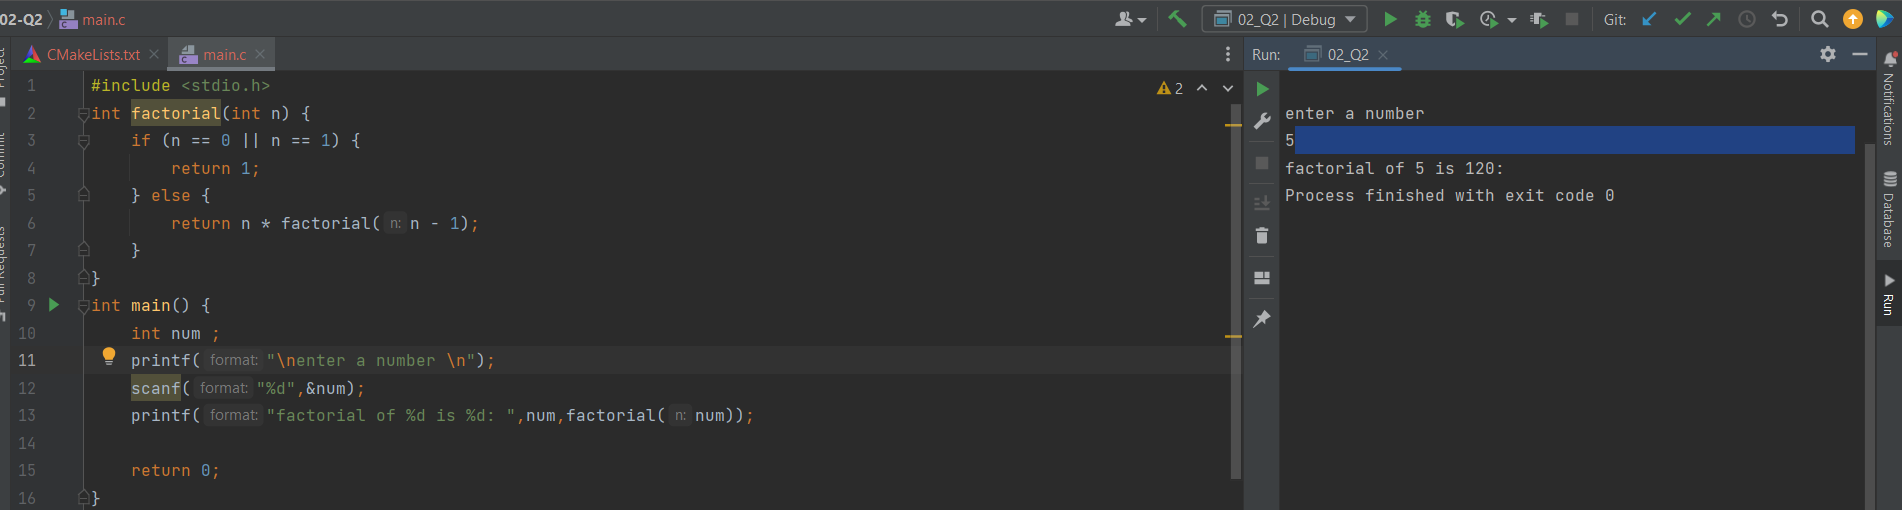 02-Q2 main.c
02_Q2 | Debug
Git:
CMakeLists.txt
main.c
Run: 02_Q2
2
1 #include <stdio.h>
2 int factorial(int n) {
3 if (n == 0 || n == 1) {
4 return 1;
5 } else {
6 return n * factorial( n: n - 1);
7 }
8 }
9 int main() {
10 int num ;
11 printf( format: "\nenter a number \n");
12 scanf( format: "%d",&num);
13 printf( format: "factorial of %d is %d: ",num,factorial( n: num));
14
15 return 0;
16 }
enter a number
5
factorial of 5 is 120:
Process finished with exit code 0
Project
Commit
Pull Requests
Notifications
Database
Run